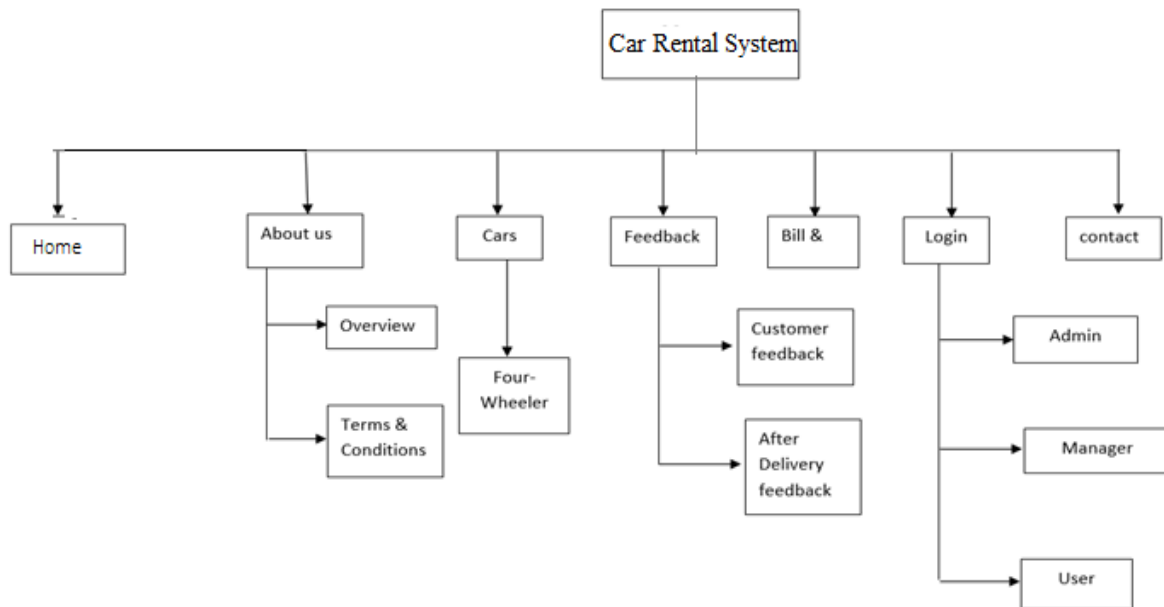 Car Rental System
Home
About us
Cars
Feedback
Bill &
Login
contact
Overview
Terms &
Conditions
Four-
Wheeler
Customer
feedback
After
Delivery
feedback
Admin
Manager
User